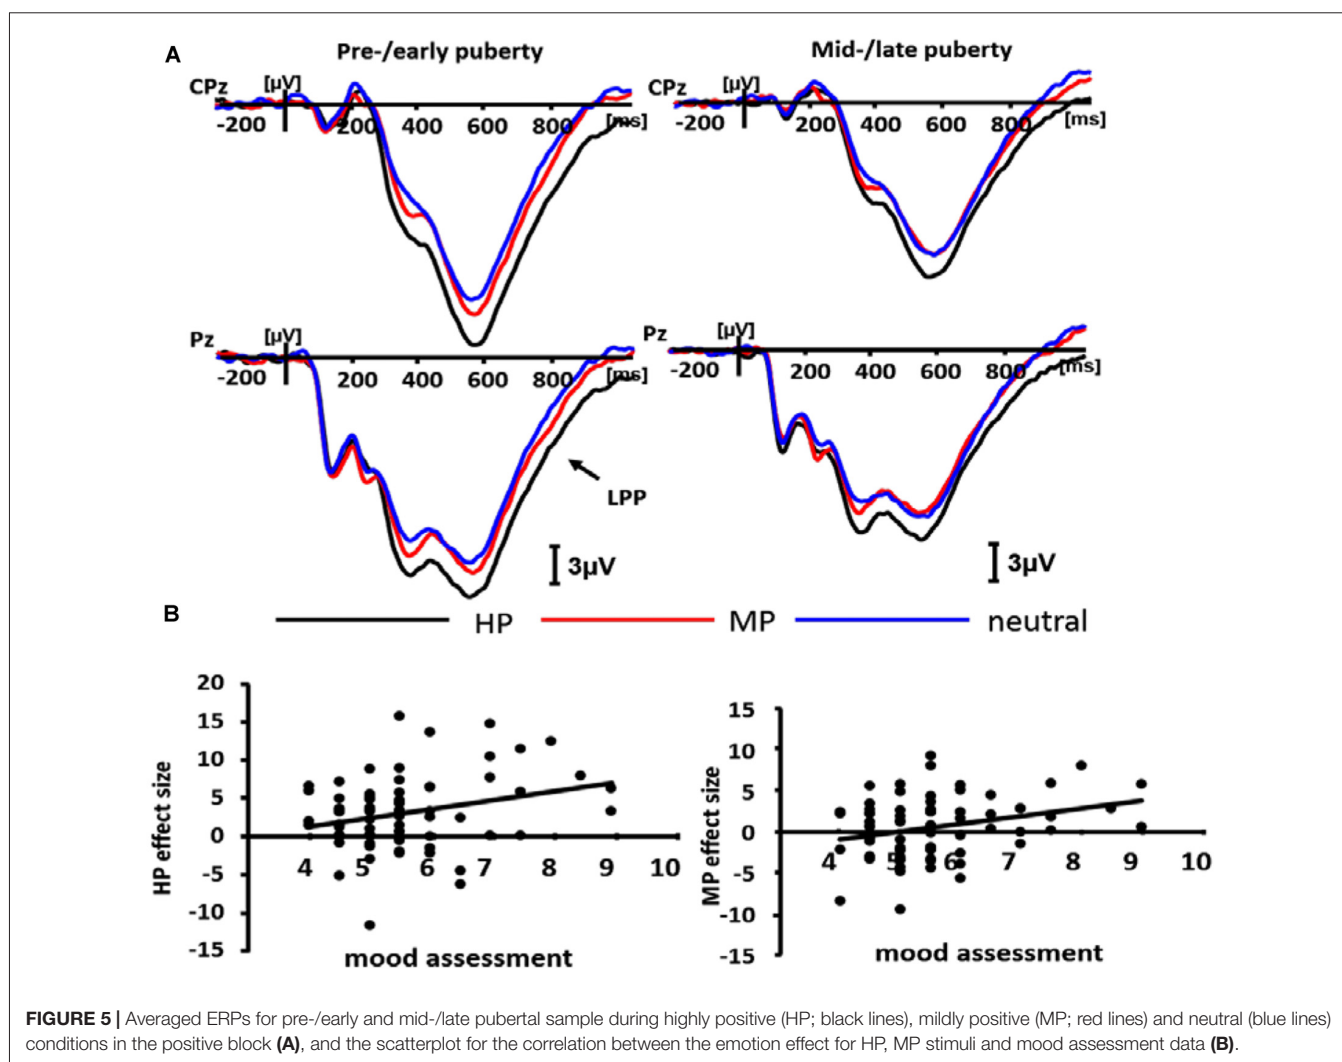 A
Pre-/early puberty
Mid-/late puberty
CPz [µV]
-200 200 400 600 800 [ms]
CPz [µV]
-200 200 400 600 800 [ms]
Pz [µV]
-200 200 400 600 800 [ms]
Pz [µV]
-200 200 400 600 800 [ms]
LPP
3µV
3µV
B
HP MP neutral
HP effect size
20
15
10
5
0
-5
-10
-15
4 5 6 7 8 9 10
mood assessment
MP effect size
15
10
5
0
-5
-10
-15
4 5 6 7 8 9 10
mood assessment
FIGURE 5 | Averaged ERPs for pre-/early and mid-/late pubertal sample during highly positive (HP; black lines), mildly positive (MP; red lines) and neutral (blue lines)
conditions in the positive block (A), and the scatterplot for the correlation between the emotion effect for HP, MP stimuli and mood assessment data (B).